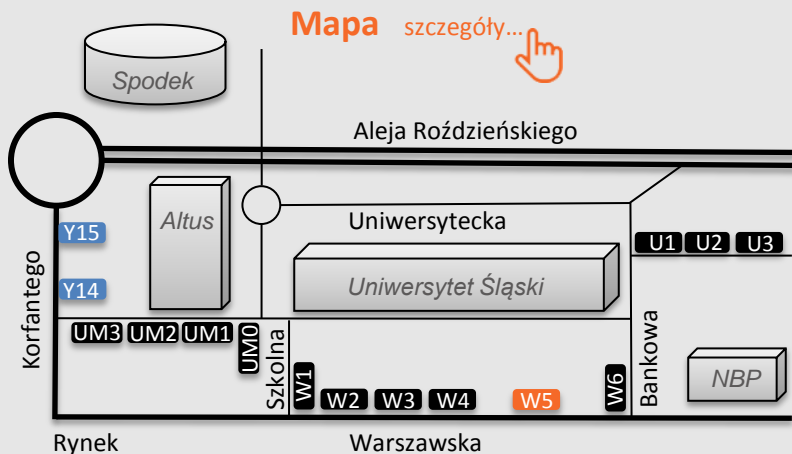 Mapa szczegóły...
Spodek
Aleja Roździeńskiego
Altus
Uniwersytecka
Y15
U1 U2 U3
Korfantego
Y14
Uniwersytet Śląski
UM3 UM2 UM1 UM0
Szkolna
Bankowa
W1 W2 W3 W4 W5 W6
NBP
Rynek
Warszawska